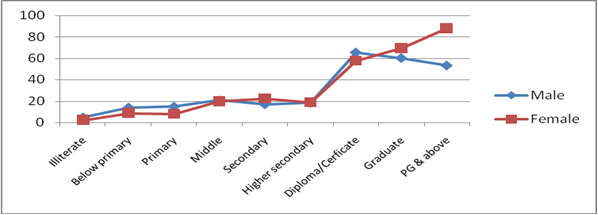 100
80
60
40
20
0
Illiterate
Below primary
Primary
Middle
Secondary
Higher secondary
Diploma/Cerficate
Graduate
PG & above
Male
Female